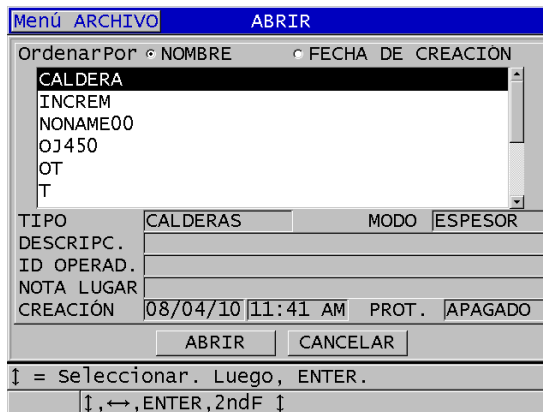 Menú ARCHIVO ABRIR
OrdenarPor NOMBRE FECHA DE CREACIÓN
CALDERA
INCREM
NONAME00
OJ450
OT
T
TIPO CALDERAS MODO ESPESOR
DESCRIPC.
ID OPERAD.
NOTA LUGAR
CREACIÓN 08/04/10 11:41 AM PROT. APAGADO
ABRIR CANCELAR
↕ = Seleccionar. Luego, ENTER.
↕,↔,ENTER,2ndF ↕